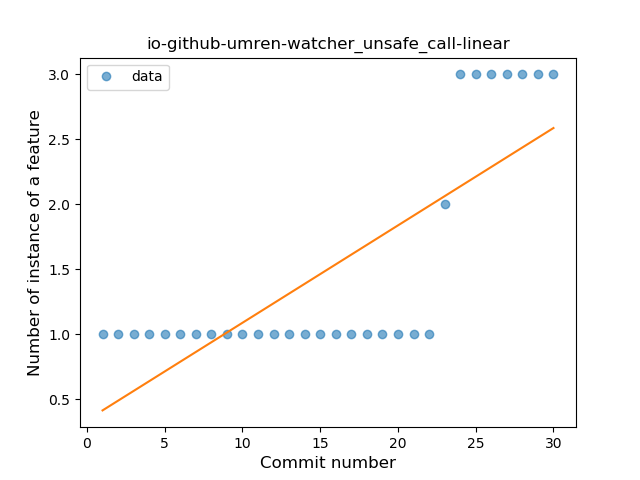 io-github-umren-watcher_unsafe_call-linear
data
Number of instance of a feature
3.0
2.5
2.0
1.5
1.0
0.5
0 5 10 15 20 25 30
Commit number